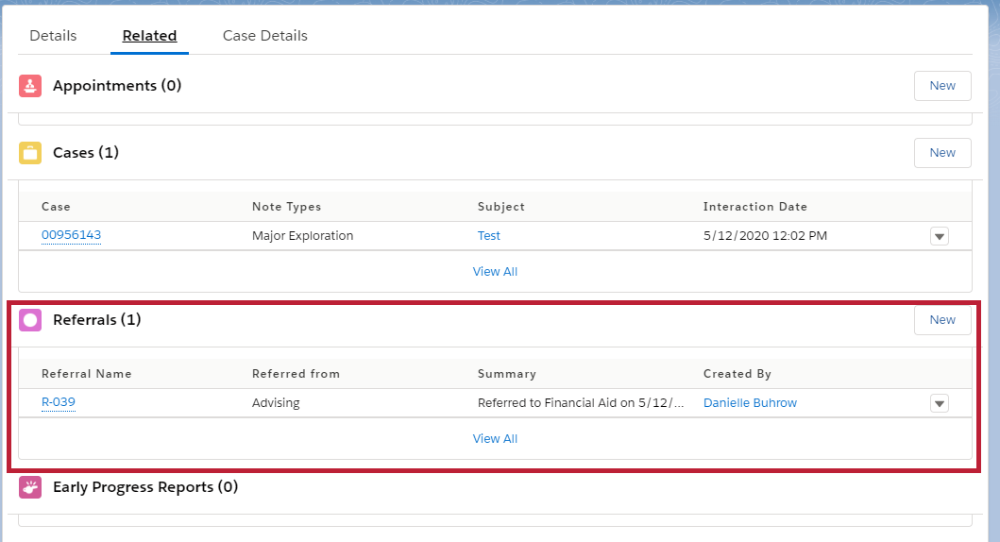 Details Related Case Details
Appointments (0) New
Cases (1) New
Case Note Types Subject Interaction Date
00956143 Major Exploration Test 5/12/2020 12:02 PM
View All
Referrals (1) New
Referral Name Referred from Summary Created By
R-039 Advising Referred to Financial Aid on 5/12/... Danielle Buhrow
View All
Early Progress Reports (0)